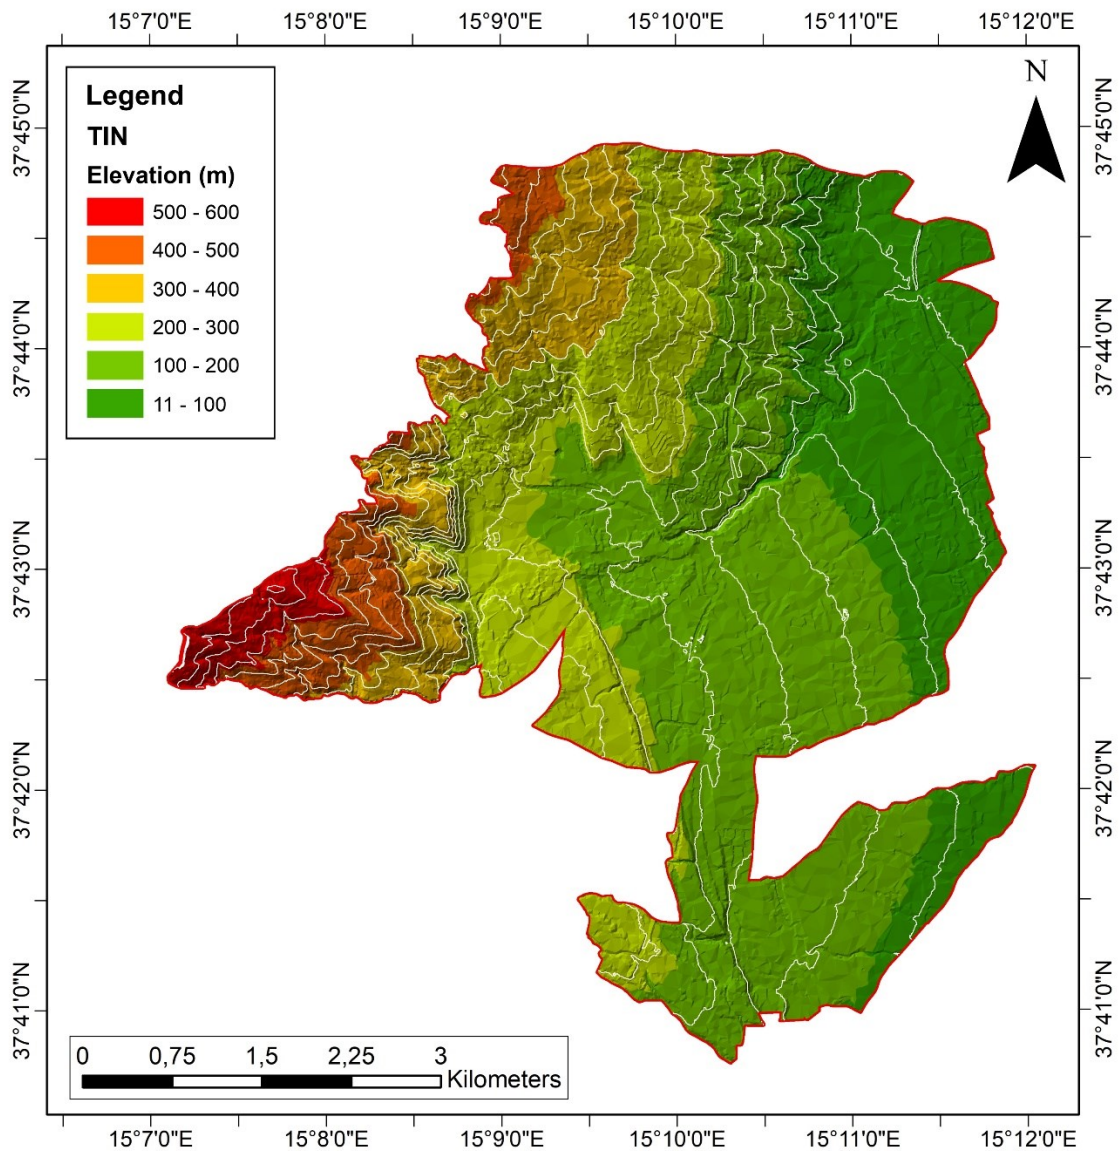 15°7'0"E 15°8'0"E 15°9'0"E 15°10'0"E 15°11'0"E 15°12'0"E
N
Legend
TIN
Elevation (m)
500 - 600
400 - 500
300 - 400
200 - 300
100 - 200
11 - 100
37°45'0"N 37°45'0"N
37°44'0"N 37°44'0"N
37°43'0"N 37°43'0"N
37°42'0"N 37°42'0"N
37°41'0"N 37°41'0"N
0 0,75 1,5 2,25 3
Kilometers
15°7'0"E 15°8'0"E 15°9'0"E 15°10'0"E 15°11'0"E 15°12'0"E